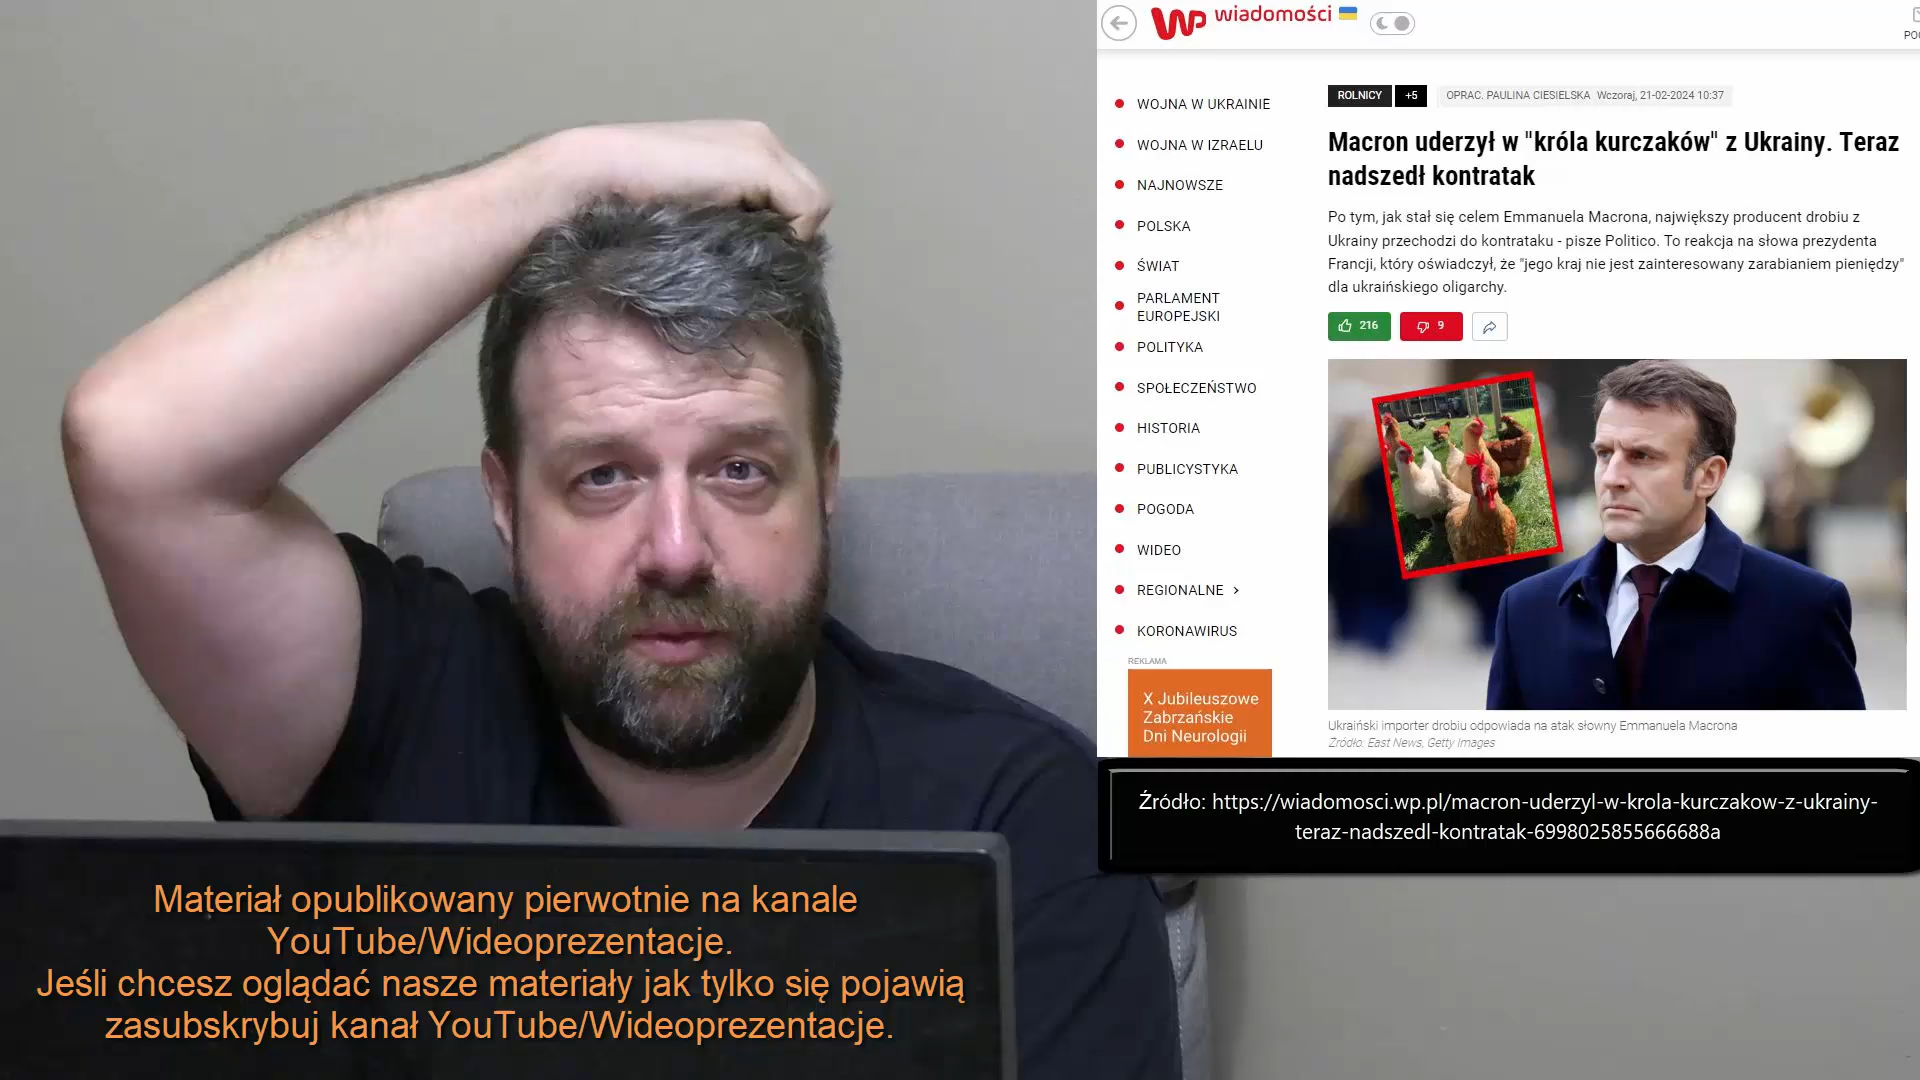 wp wiadomości
POC
WOJNA W UKRAINIE
WOJNA W IZRAELU
NAJNOWSZE
POLSKA
ŚWIAT
PARLAMENT
EUROPEJSKI
POLITYKA
SPOŁECZEŃSTWO
HISTORIA
PUBLICYSTYKA
POGODA
WIDEO
REGIONALNE
KORONAWIRUS
REKLAMA
X Jubileuszowe
Zabrzańskie
Dni Neurologii
ROLNICY +5 OPRAC. PAULINA CIESIELSKA Wczoraj, 21-02-2024 10:37
Macron uderzył w "króla kurczaków" z Ukrainy. Teraz
nadszedł kontratak
Po tym, jak stał się celem Emmanuela Macrona, największy producent drobiu z
Ukrainy przechodzi do kontrataku - pisze Politico. To reakcja na słowa prezydenta
Francji, który oświadczył, że "jego kraj nie jest zainteresowany zarabianiem pieniędzy"
dla ukraińskiego oligarchy.
216 9
Ukraiński importer drobiu odpowiada na atak słowny Emmanuela Macrona
Źródło: East News, Getty Images
Źródło: https://wiadomosci.wp.pl/macron-uderzyl-w-krola-kurczakow-z-ukrainy-
teraz-nadszedl-kontratak-6998025855666688a
Materiał opublikowany pierwotnie na kanale
YouTube/Wideoprezentacje.
Jeśli chcesz oglądać nasze materiały jak tylko się pojawią
zasubskrybuj kanał YouTube/Wideoprezentacje.